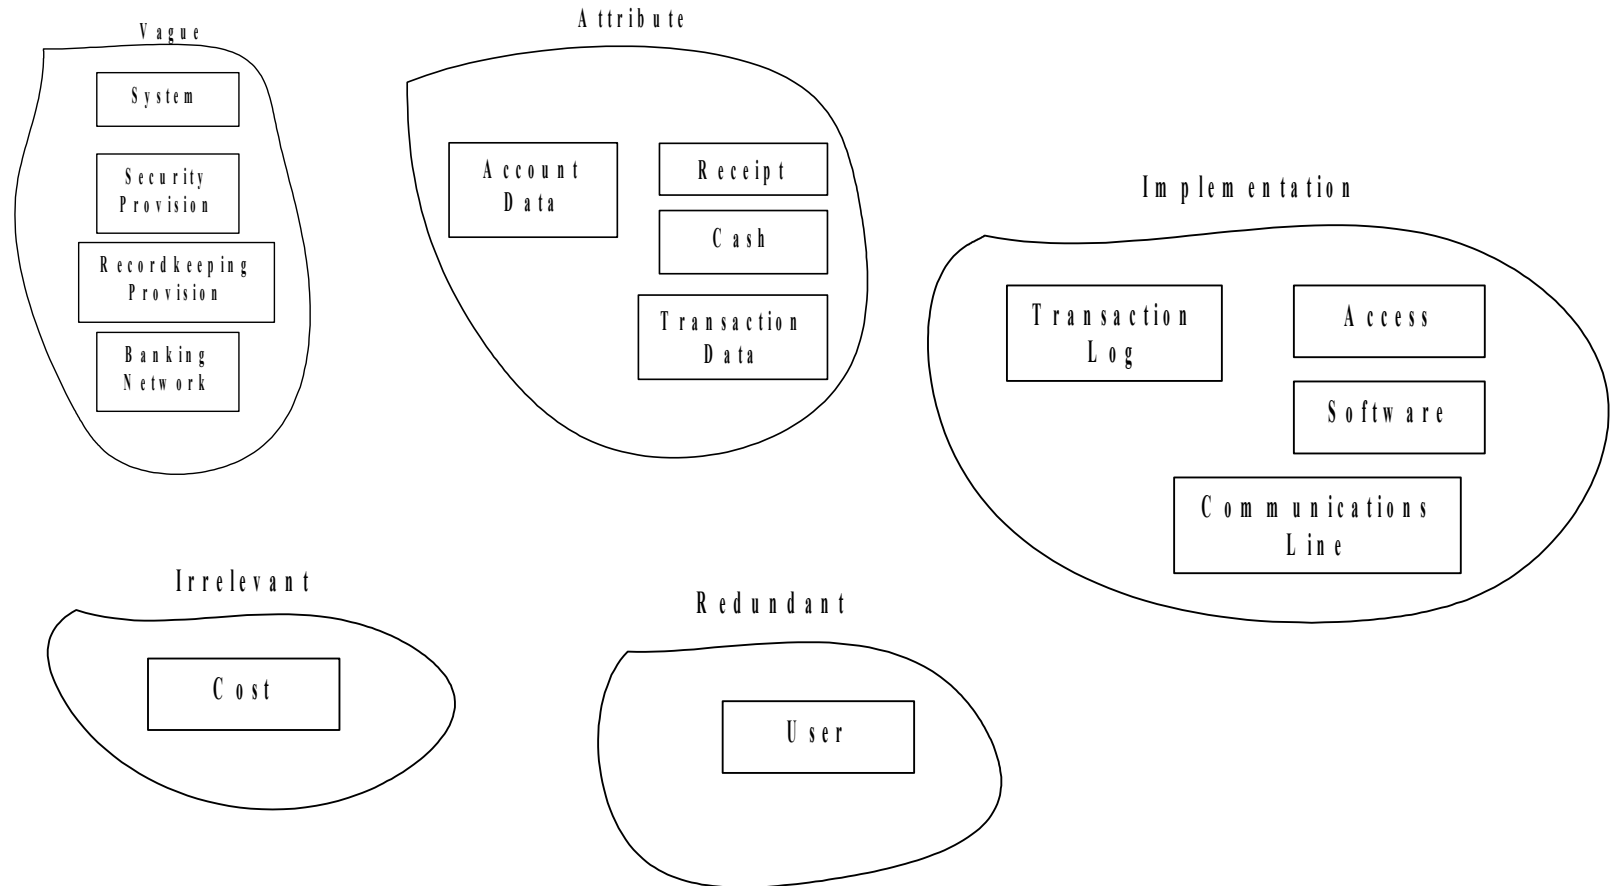 Vague
System
Security
Provision
Recordkeeping
Provision
Banking
Network
Attribute
Account
Data
Receipt
Cash
Transaction
Data
Implementation
Transaction
Log
Access
Software
Communications
Line
Irrelevant
Cost
Redundant
User